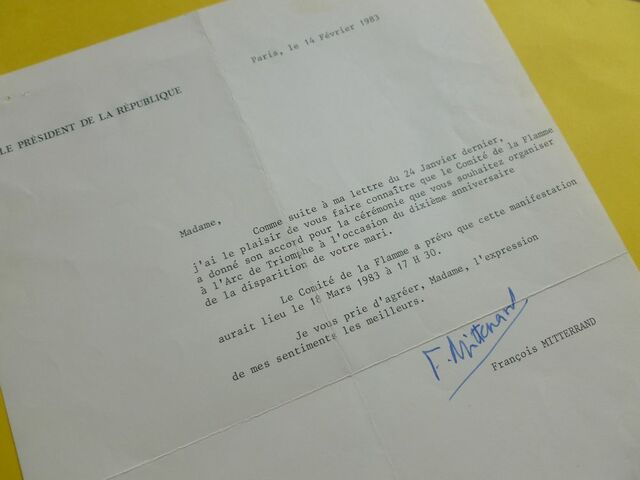 Paris, le 14 Février 1983
LE PRÉSIDENT DE LA RÉPUBLIQUE
Madame,
Comme suite à ma lettre du 24 Janvier dernier,
j'ai le plaisir de vous faire connaître que le Comité de la Flamme
a donné son accord pour la cérémonie que vous souhaitez organiser
à l'Arc de Triomphe à l'occasion du dixième anniversaire
de la disparition de votre mari.
Le Comité de la Flamme a prévu que cette manifestation
aurait lieu le 18 Mars 1983 à 17 H 30.
Je vous prie d'agréer, Madame, l'expression
de mes sentiments les meilleurs.
F. Mitterrand
François MITTERRAND